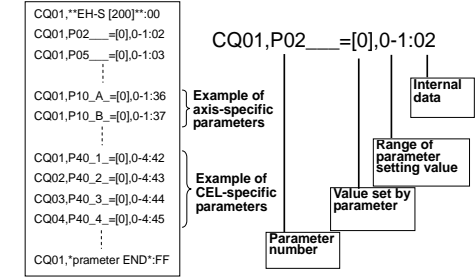 CQ01,**EH-S [200]**:00
CQ01,P02___=[0],0-1:02
CQ01,P05___=[0],0-1:03
CQ01,P10_A_=[0],0-1:36
CQ01,P10_B_=[0],0-1:37
Example of
axis-specific
parameters
CQ01,P40_1_=[0],0-4:42
CQ02,P40_2_=[0],0-4:43
CQ03,P40_3_=[0],0-4:44
CQ04,P40_4_=[0],0-4:45
Example of
CEL-specific
parameters
CQ01,*prameter END*:FF
CQ01,P02___=[0],0-1:02
Internal
data
Range of
parameter
setting value
Value set by
parameter
Parameter
number